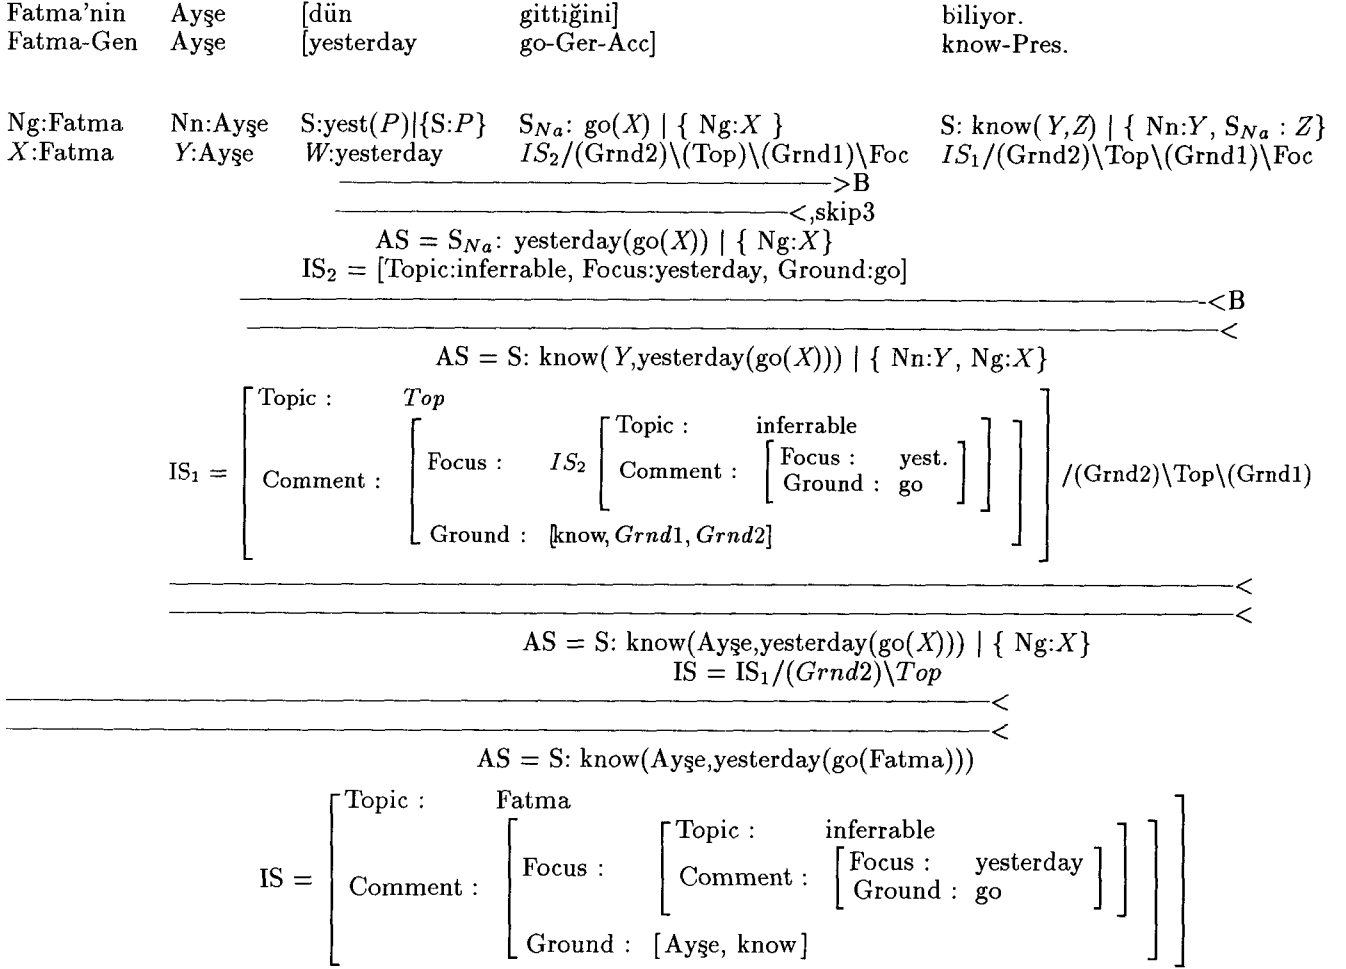 Fatma'nin Ayşe [dün gittiğini] biliyor.
Fatma-Gen Ayşe [yesterday go-Ger-Acc] know-Pres.
Ng:Fatma Nn:Ayşe S:yest(P)|{S:P} S_Na: go(X) | { Ng:X } S: know( Y,Z) | { Nn:Y, S_Na : Z}
X:Fatma Y:Ayşe W:yesterday IS₂/(Grnd2)\(Top)\(Grnd1)\Foc IS₁/(Grnd2)\Top\(Grnd1)\Foc
>B
<,skip3
AS = S_Na: yesterday(go(X)) | { Ng:X}
IS₂ = [Topic:inferrable, Focus:yesterday, Ground:go]
<B
<
AS = S: know( Y,yesterday(go(X))) | { Nn:Y, Ng:X}
Topic : Top
Topic : inferrable
Focus : IS₂
Focus : yest.
IS₁ = Comment : Comment : /(Grnd2)\Top\(Grnd1)
Ground : go
Ground : [know, Grnd1, Grnd2]
<
<
AS = S: know(Ayşe,yesterday(go(X))) | { Ng:X}
IS = IS₁/(Grnd2)\Top
<
<
AS = S: know(Ayşe,yesterday(go(Fatma)))
Topic : Fatma
Topic : inferrable
Focus : Focus : yesterday
IS = Comment : Comment :
Ground : go
Ground : [Ayşe, know]